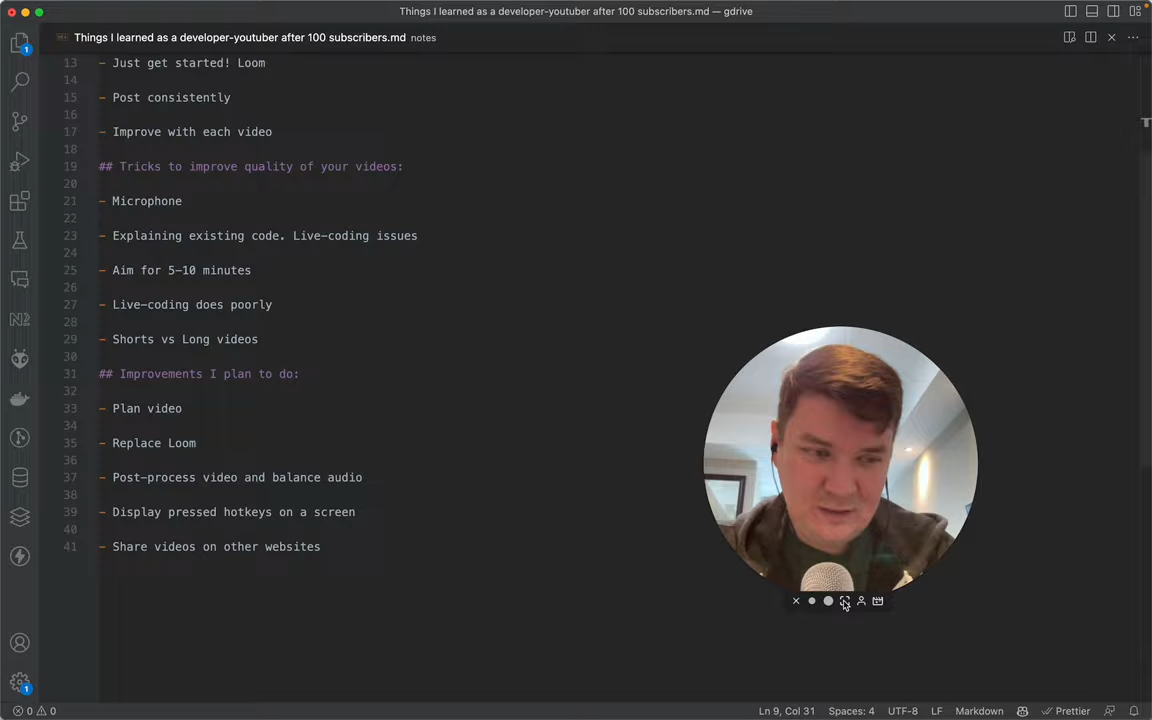 Things I learned as a developer-youtuber after 100 subscribers.md — gdrive
Things I learned as a developer-youtuber after 100 subscribers.md notes
13 - Just get started! Loom
14
15 - Post consistently
16
17 - Improve with each video
18
19 ## Tricks to improve quality of your videos:
20
21 - Microphone
22
23 - Explaining existing code. Live-coding issues
24
25 - Aim for 5-10 minutes
26
27 - Live-coding does poorly
28
29 - Shorts vs Long videos
30
31 ## Improvements I plan to do:
32
33 - Plan video
34
35 - Replace Loom
36
37 - Post-process video and balance audio
38
39 - Display pressed hotkeys on a screen
40
41 - Share videos on other websites
1
1
0 0 Ln 9, Col 31 Spaces: 4 UTF-8 LF Markdown Prettier